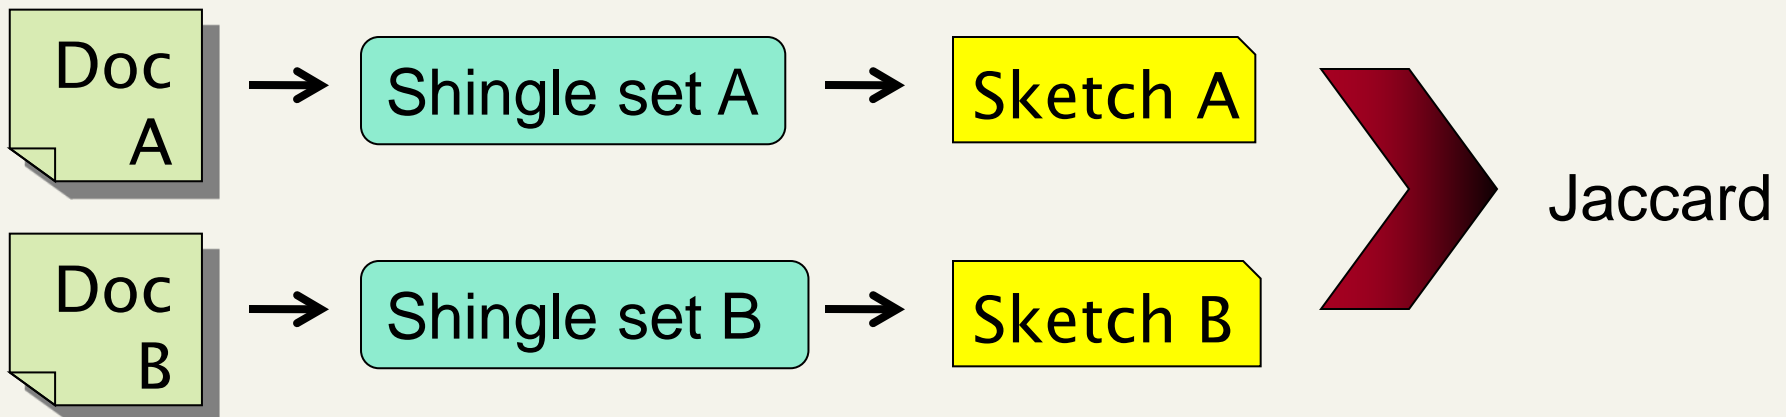 Doc
A
Shingle set A
Sketch A
Jaccard
Doc
B
Shingle set B
Sketch B